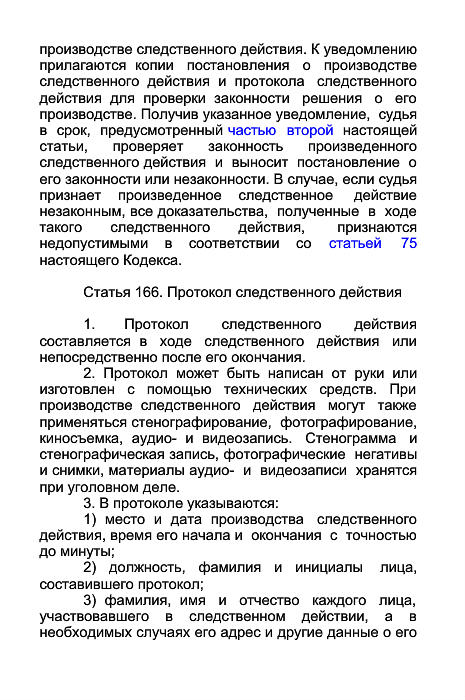 производстве следственного действия. К уведомлению
прилагаются копии постановления о производстве
следственного действия и протокола следственного
действия для проверки законности решения о его
производстве. Получив указанное уведомление, судья
в срок, предусмотренный частью второй настоящей
статьи, проверяет законность произведенного
следственного действия и выносит постановление о
его законности или незаконности. В случае, если судья
признает произведенное следственное действие
незаконным, все доказательства, полученные в ходе
такого следственного действия, признаются
недопустимыми в соответствии со статьей 75
настоящего Кодекса.
Статья 166. Протокол следственного действия
1. Протокол следственного действия
составляется в ходе следственного действия или
непосредственно после его окончания.
2. Протокол может быть написан от руки или
изготовлен с помощью технических средств. При
производстве следственного действия могут также
применяться стенографирование, фотографирование,
киносъемка, аудио- и видеозапись. Стенограмма и
стенографическая запись, фотографические негативы
и снимки, материалы аудио- и видеозаписи хранятся
при уголовном деле.
3. В протоколе указываются:
1) место и дата производства следственного
действия, время его начала и окончания с точностью
до минуты;
2) должность, фамилия и инициалы лица,
составившего протокол;
3) фамилия, имя и отчество каждого лица,
участвовавшего в следственном действии, а в
необходимых случаях его адрес и другие данные о его